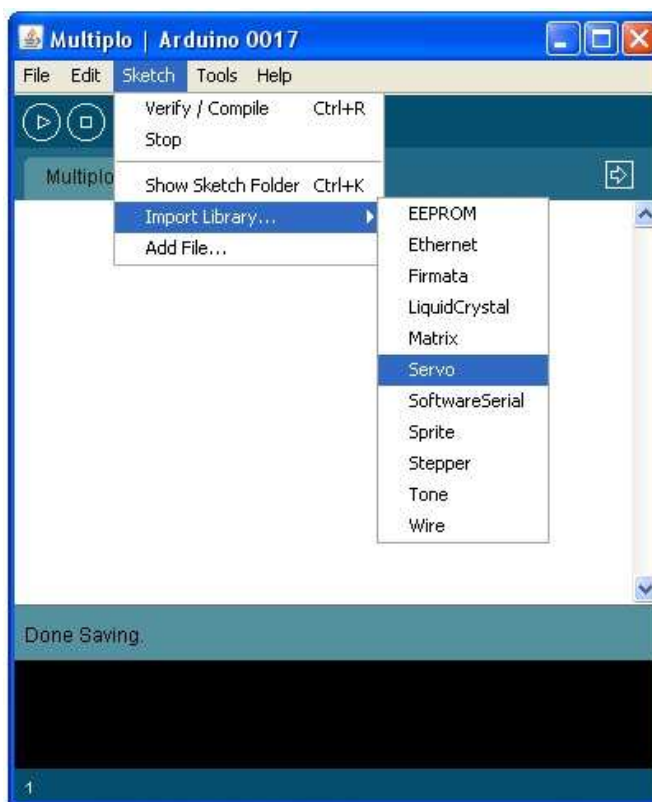 Multiplo | Arduino 0017
File Edit Sketch Tools Help
Verify / Compile Ctrl+R
Stop
Multiplo
Show Sketch Folder Ctrl+K
Import Library...
Add File...
EEPROM
Ethernet
Firmata
LiquidCrystal
Matrix
Servo
SoftwareSerial
Sprite
Stepper
Tone
Wire
Done Saving.
1